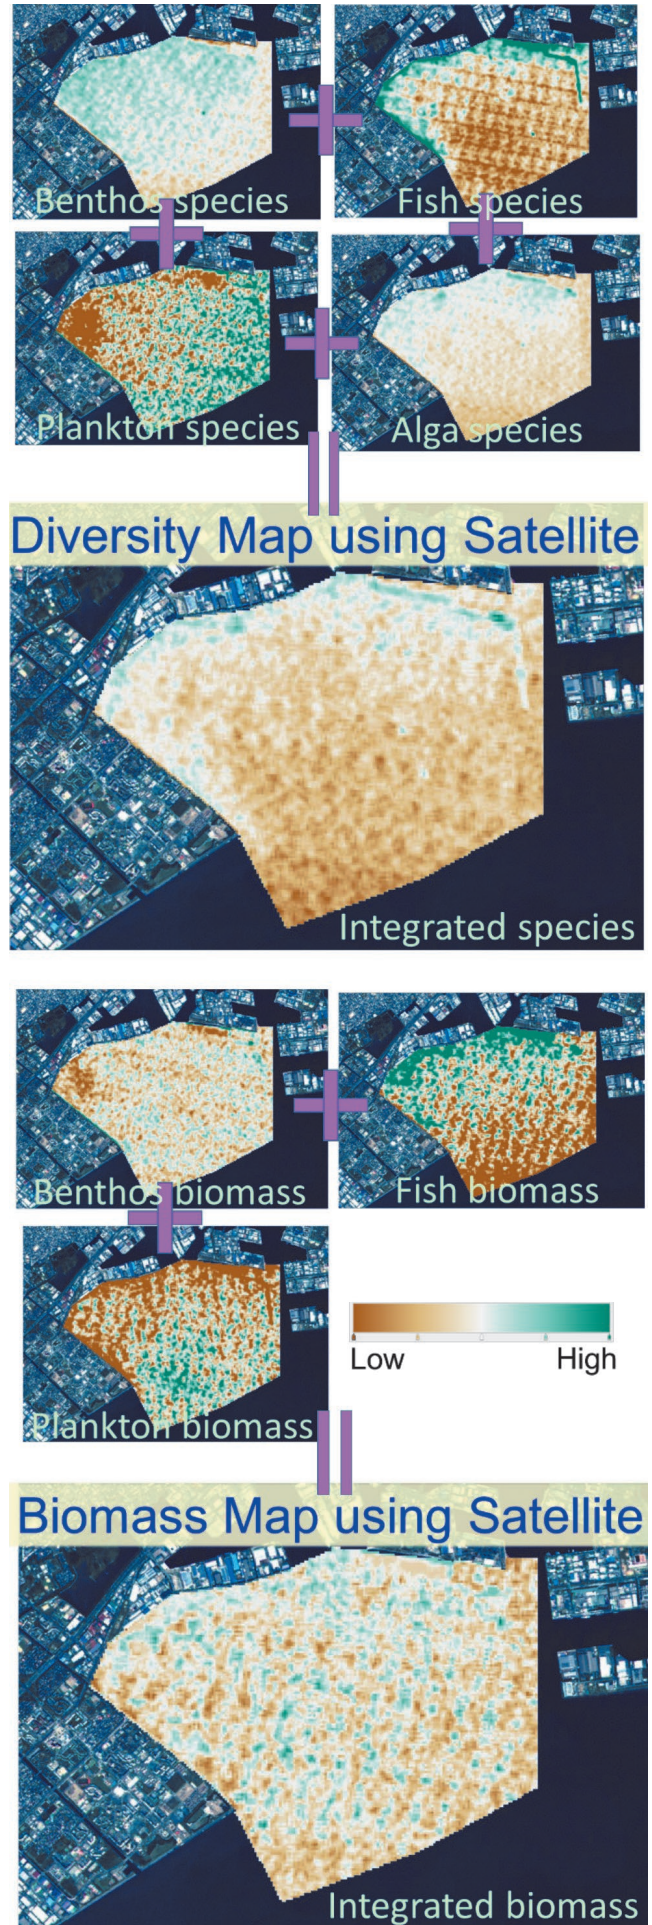 Benthos species
Fish species
Plankton species
Alga species
Diversity Map using Satellite
Integrated species
Benthos biomass
Fish biomass
Plankton biomass
Low
High
Biomass Map using Satellite
Integrated biomass